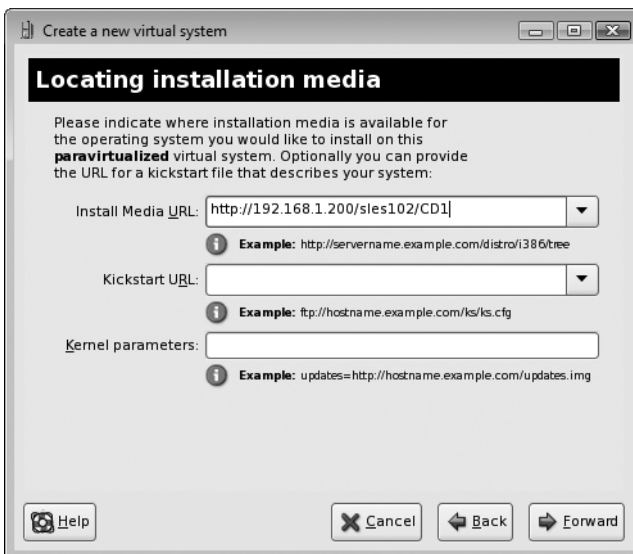 Create a new virtual system
Locating installation media
Please indicate where installation media is available for
the operating system you would like to install on this
paravirtualized virtual system. Optionally you can provide
the URL for a kickstart file that describes your system:
Install Media URL: http://192.168.1.200/sles102/CD1
Example: http://servername.example.com/distro/i386/tree
Kickstart URL:
Example: ftp://hostname.example.com/ks/ks.cfg
Kernel parameters:
Example: updates=http://hostname.example.com/updates.img
Help Cancel Back Forward